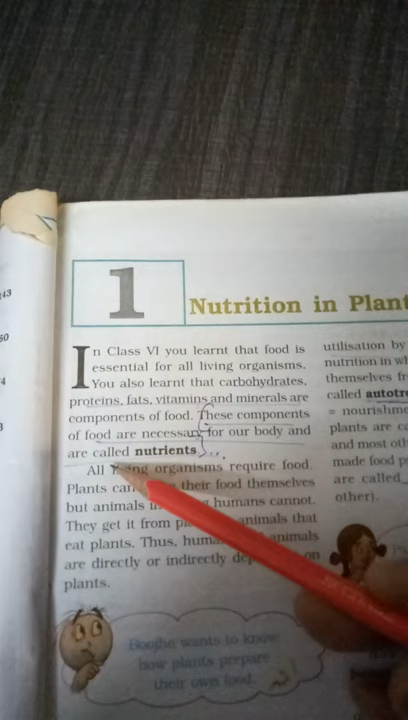 143
60
4
3
1
Nutrition in Plant
In Class VI you learnt that food is
essential for all living organisms.
You also learnt that carbohydrates,
proteins, fats, vitamins and minerals are
components of food. These components
of food are necessary for our body and
are called nutrients.
All organisms require food.
Plants can their food themselves
but animals humans cannot.
They get it from animals that
eat plants. Thus, animals
are directly or indirectly on
plants.
Boojho wants to know
how plants prepare
their own food.
utilisation by
nutrition in wh
themselves fr
called autotr
= nourishme
plants are ca
and most oth
made food p
are called
other).